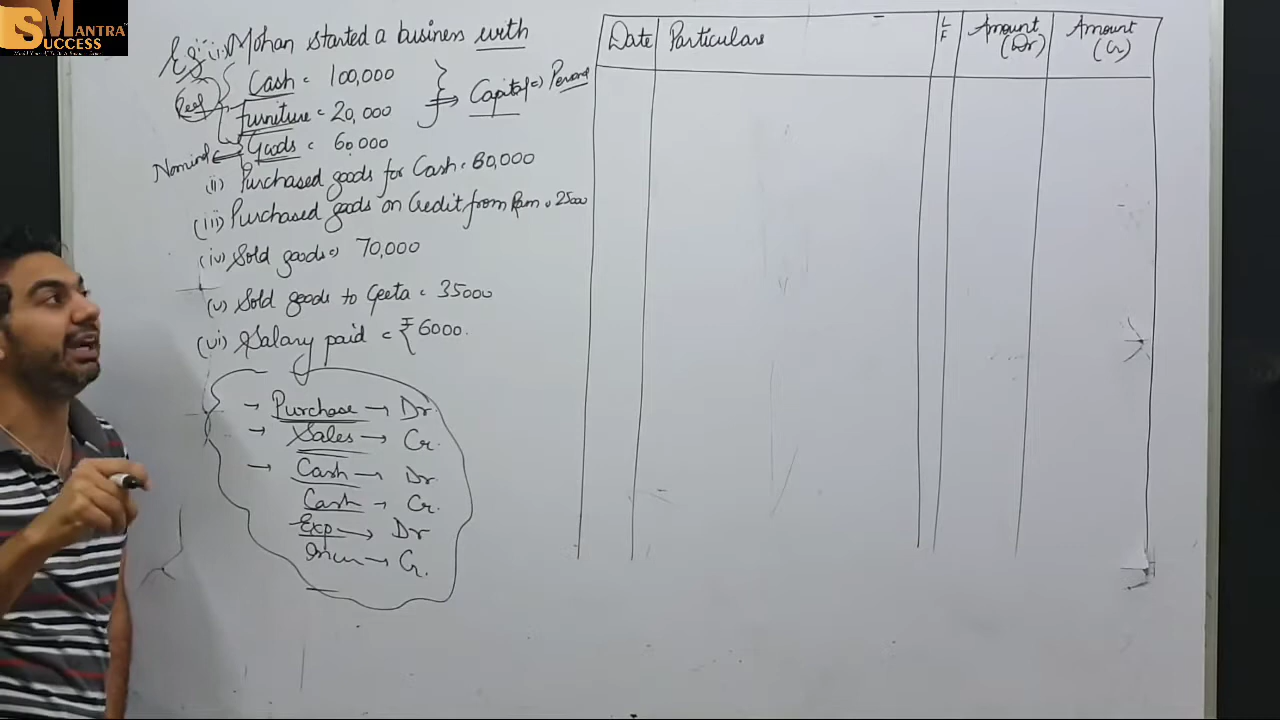 MANTRA
SUCCESS
Eg:- (i) Mohan started a business with
Cash = 100,000
Real
Furniture = 20,000
Capital => Personal
Nominal
Goods = 60,000
(ii) Purchased goods for Cash = 80,000
(iii) Purchased goods on Credit from Ram = 25000
(iv) Sold goods = 70,000
(v) Sold goods to Geeta = 35000
(vi) Salary paid = ₹6000.
→ Purchase → Dr.
→ Sales → Cr.
→ Cash → Dr.
Cash → Cr.
Exp → Dr
→ Cr.
Date Particulars L F Amount (Dr) Amount (Cr)